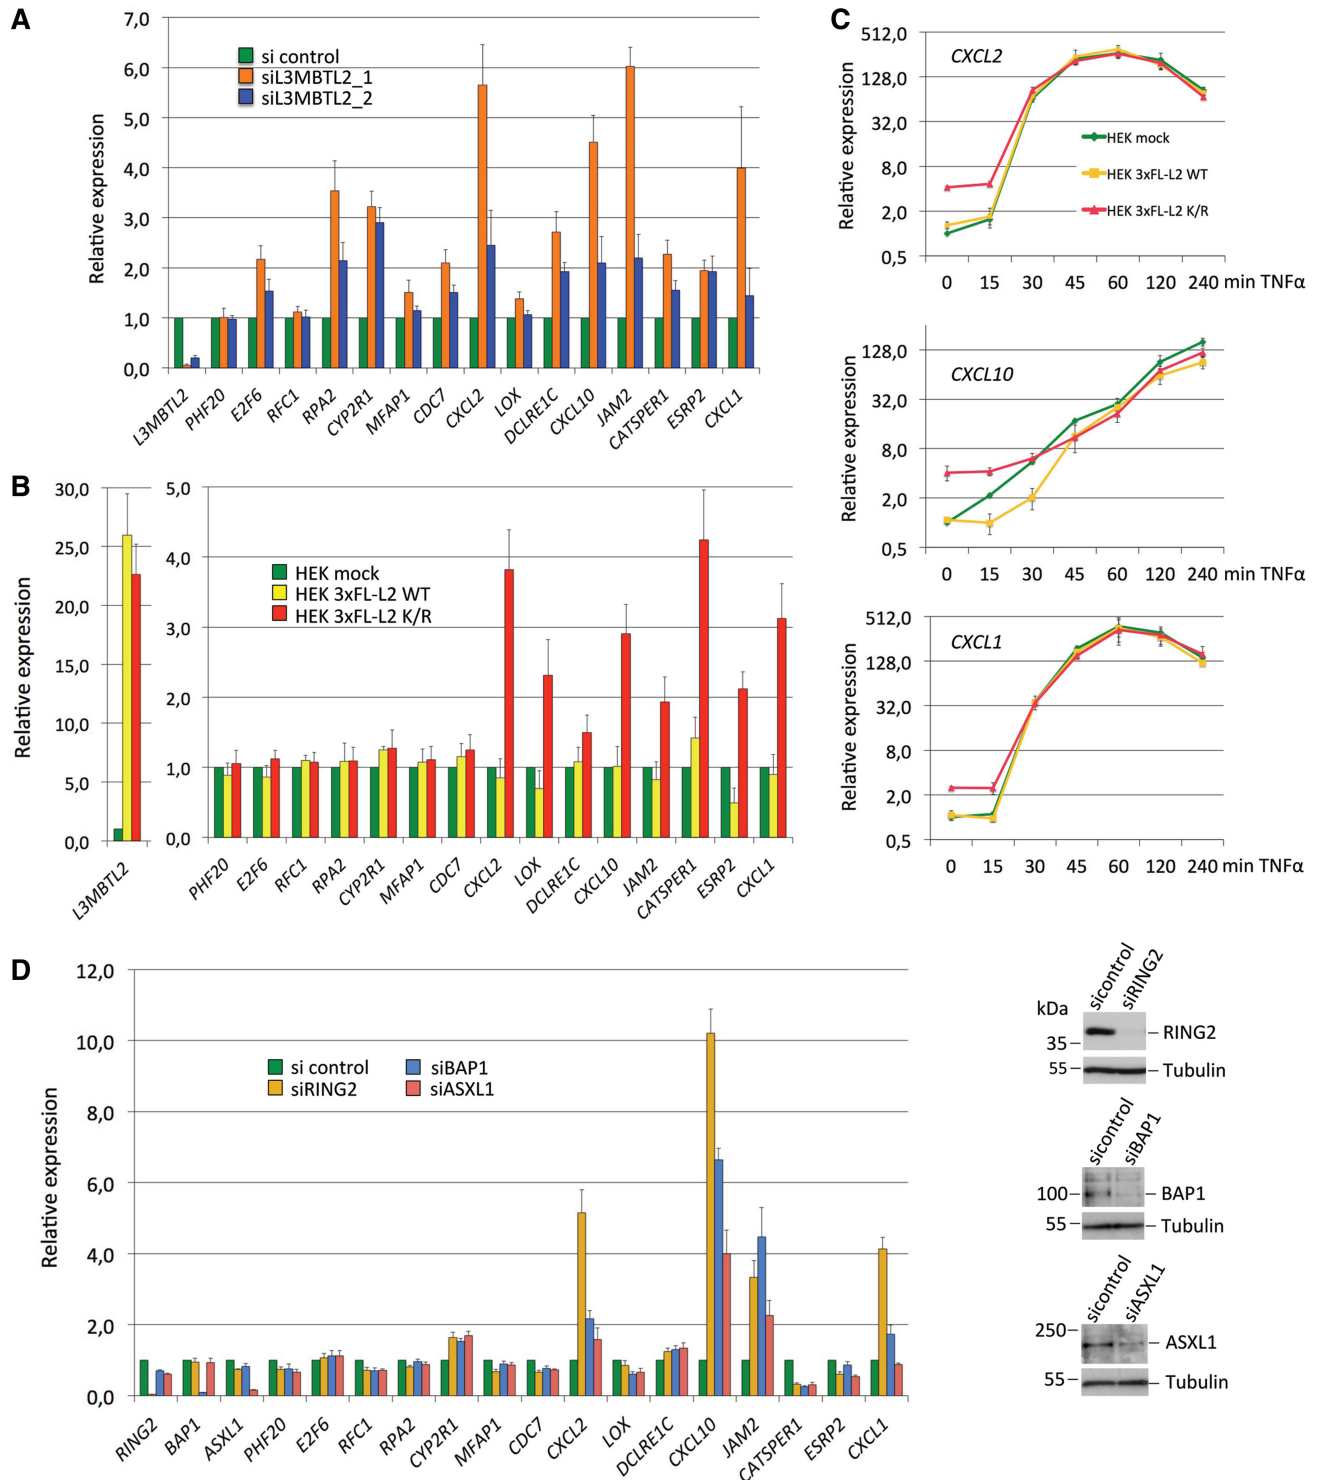 A
7,0
6,0
5,0
4,0
3,0
2,0
1,0
0,0
Relative expression
si control
siL3MBTL2_1
siL3MBTL2_2
L3MBTL2
PHF20
E2F6
RFC1
RPA2
CYP2R1
MFAP1
CDC7
CXCL2
LOX
DCLRE1C
CXCL10
JAM2
CATSPER1
ESRP2
CXCL1
B
30,0
25,0
20,0
15,0
10,0
5,0
0,0
Relative expression
L3MBTL2
5,0
4,0
3,0
2,0
1,0
0,0
HEK mock
HEK 3xFL-L2 WT
HEK 3xFL-L2 K/R
PHF20
E2F6
RFC1
RPA2
CYP2R1
MFAP1
CDC7
CXCL2
LOX
DCLRE1C
CXCL10
JAM2
CATSPER1
ESRP2
CXCL1
C
512,0
128,0
32,0
8,0
2,0
0,5
Relative expression
CXCL2
HEK mock
HEK 3xFL-L2 WT
HEK 3xFL-L2 K/R
0 15 30 45 60 120 240 min TNFα
128,0
32,0
8,0
2,0
0,5
Relative expression
CXCL10
0 15 30 45 60 120 240 min TNFα
512,0
128,0
32,0
8,0
2,0
0,5
Relative expression
CXCL1
0 15 30 45 60 120 240 min TNFα
D
12,0
10,0
8,0
6,0
4,0
2,0
0,0
Relative expression
si control
siRING2
siBAP1
siASXL1
RING2
BAP1
ASXL1
PHF20
E2F6
RFC1
RPA2
CYP2R1
MFAP1
CDC7
CXCL2
LOX
DCLRE1C
CXCL10
JAM2
CATSPER1
ESRP2
CXCL1
kDa
sicontrol
siRING2
35
RING2
55
Tubulin
sicontrol
siBAP1
100
BAP1
55
Tubulin
sicontrol
siASXL1
250
ASXL1
55
Tubulin